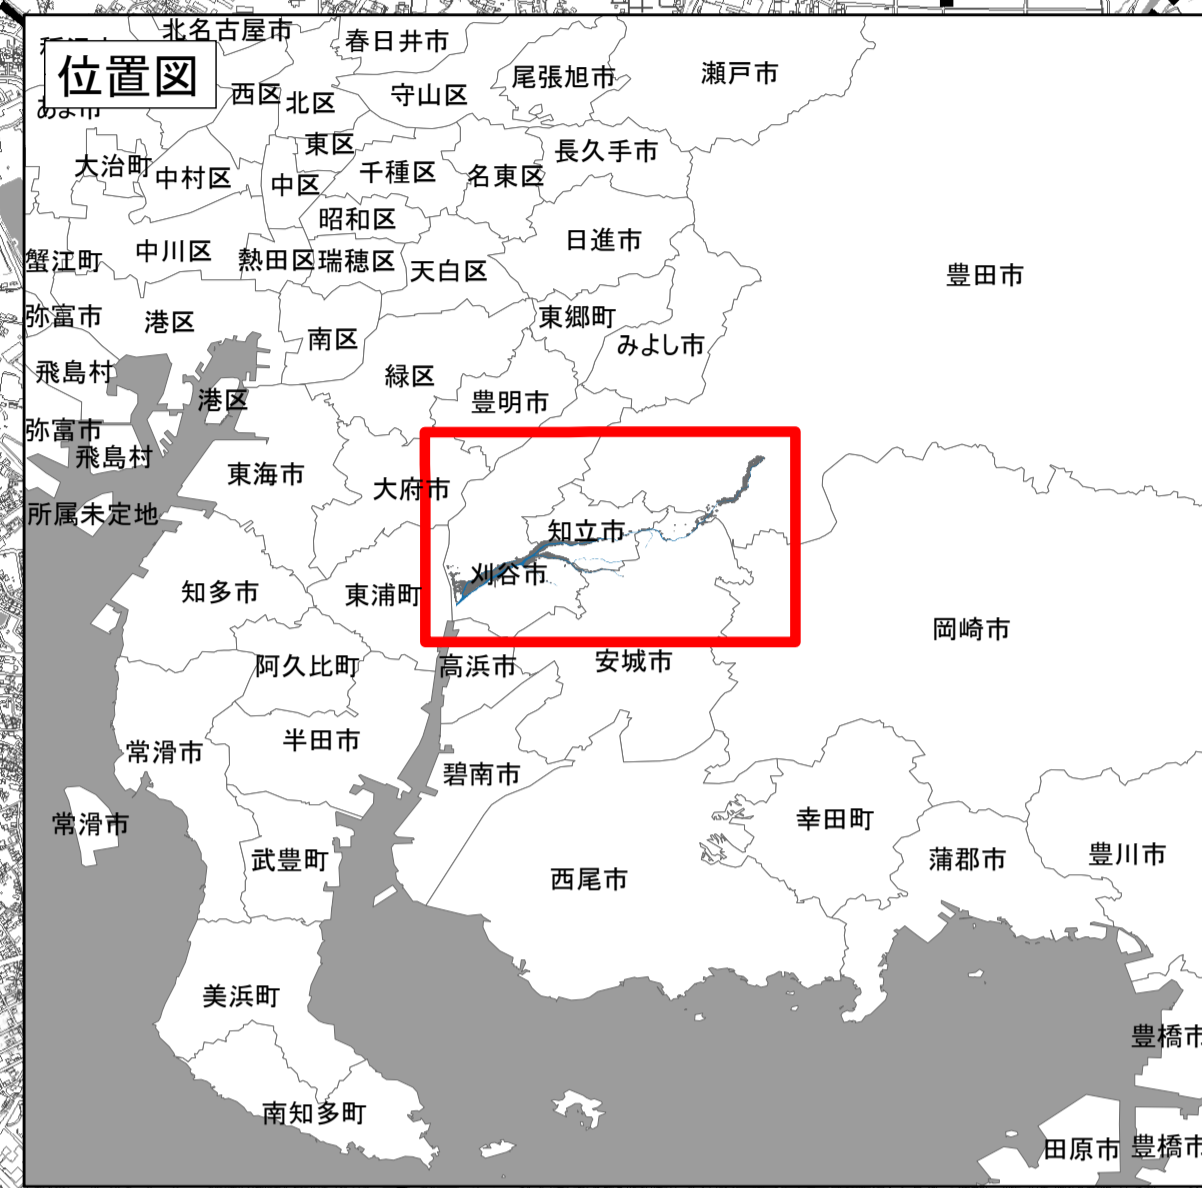 位置図
北名古屋市
春日井市
尾張旭市
瀬戸市
西区
北区
守山区
あま市
東区
長久手市
大治町
中村区
中区
千種区
名東区
昭和区
日進市
蟹江町
中川区
熱田区
瑞穂区
天白区
豊田市
弥富市
港区
南区
東郷町
みよし市
飛島村
港区
緑区
豊明市
弥富市
飛島村
東海市
大府市
所属未定地
知立市
知多市
東浦町
刈谷市
岡崎市
阿久比町
高浜市
安城市
常滑市
半田市
碧南市
常滑市
武豊町
西尾市
幸田町
蒲郡市
豊川市
美浜町
豊橋市
南知多町
田原市
豊橋市